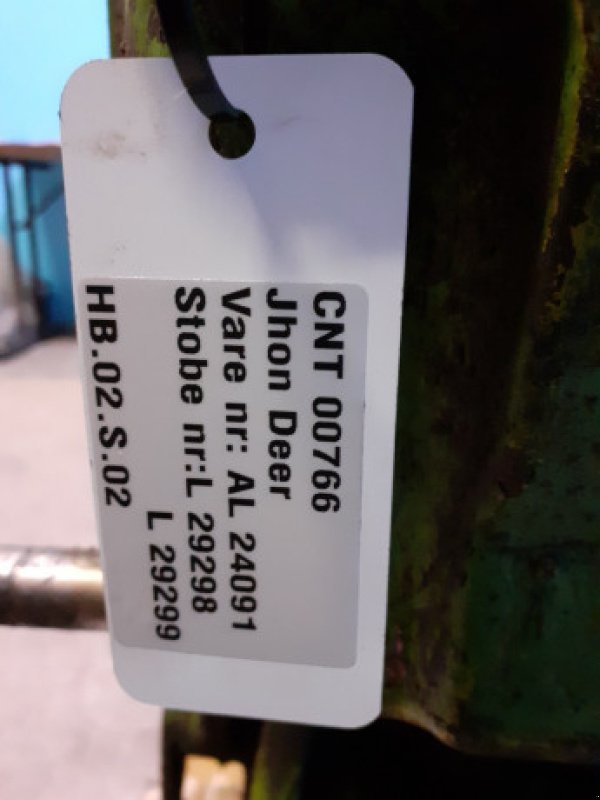 CNT 00766
Jhon Deer
Vare nr: AL 24091
Stobe nr:L 29298
L 29299
HB.02.S.02